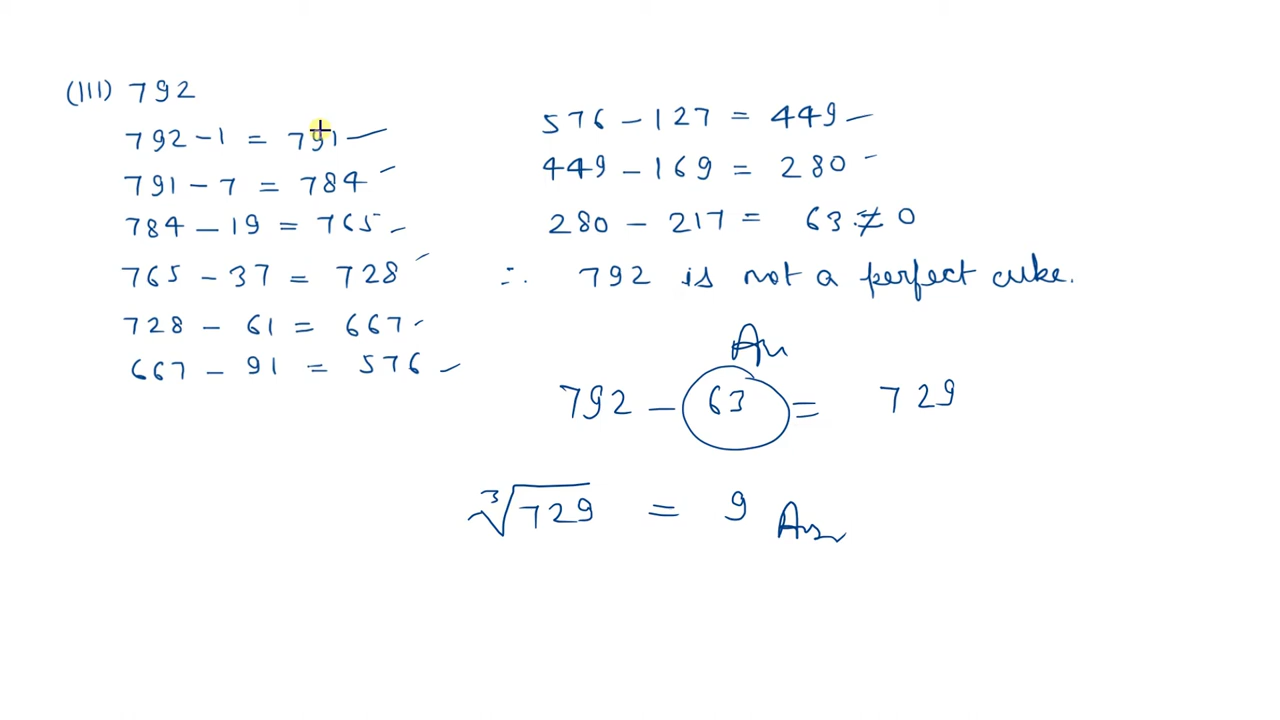 (III) 792
792 - 1 = 791
791 - 7 = 784
784 - 19 = 765
765 - 37 = 728
728 - 61 = 667
667 - 91 = 576
576 - 127 = 449
449 - 169 = 280
280 - 217 = 63 ≠ 0
∴ 792 is not a perfect cube.
An
792 - 63 = 729
∛729 = 9 Ans